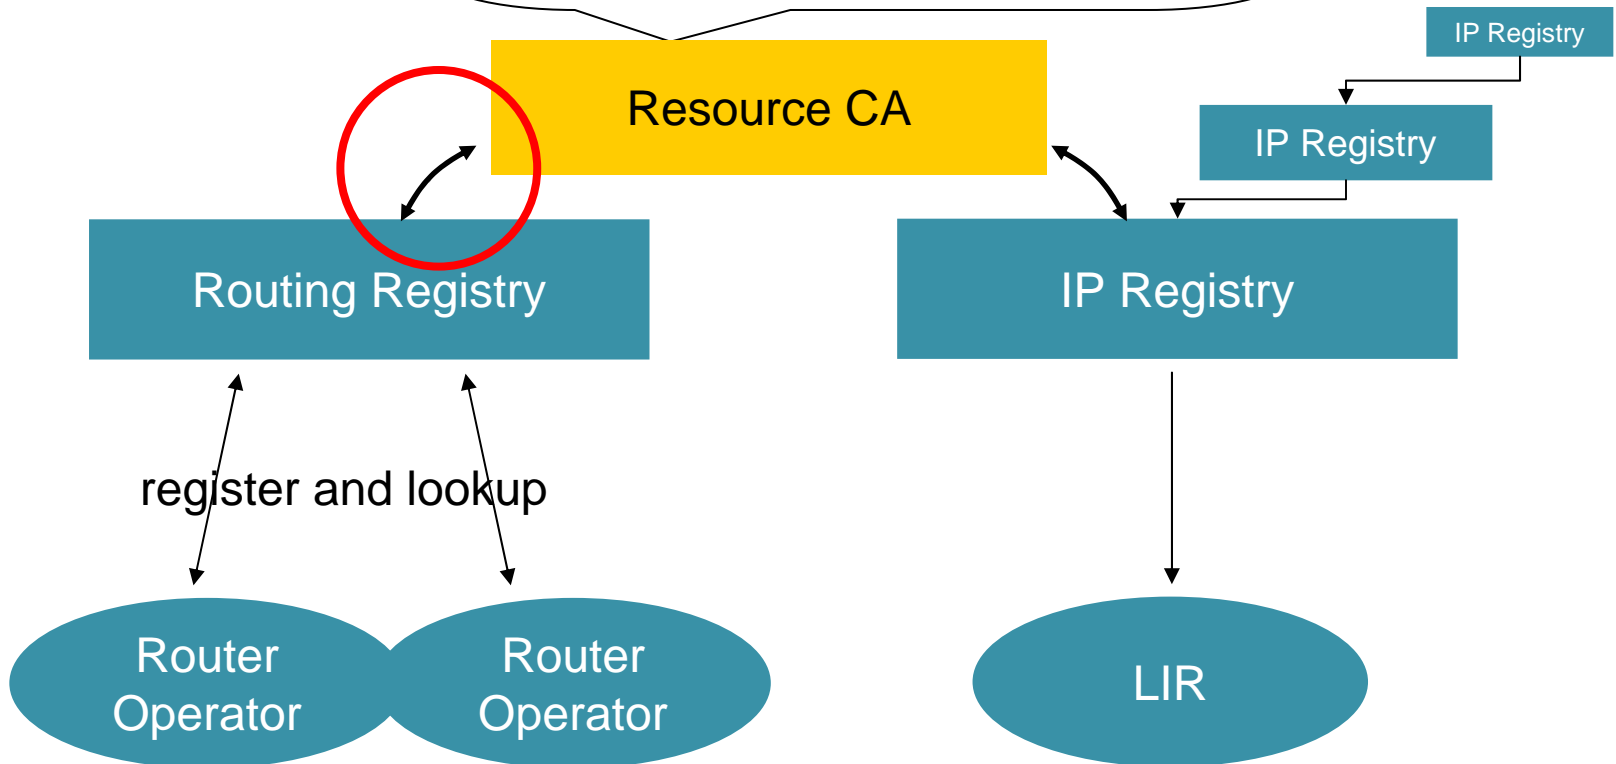 IP Registry
Resource CA
IP Registry
Routing Registry
IP Registry
register and lookup
Router
Operator
Router
Operator
LIR